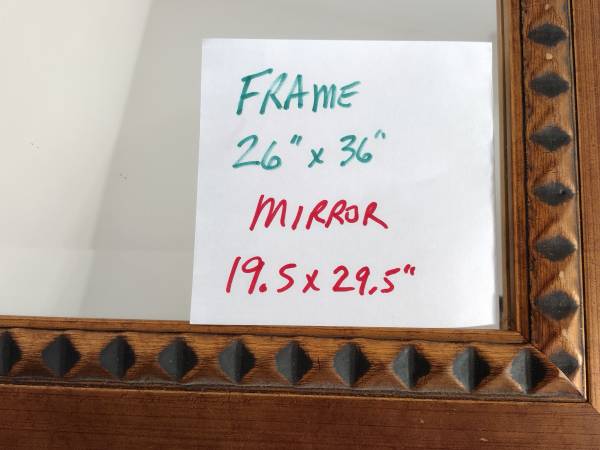 FRAME
26" x 36"
MIRROR
19.5 x 29.5"